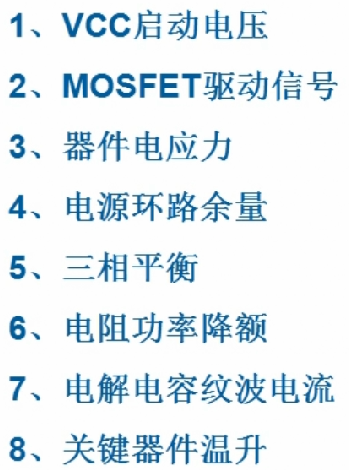 1、VCC启动电压
2、MOSFET驱动信号
3、器件电应力
4、电源环路余量
5、三相平衡
6、电阻功率降额
7、电解电容纹波电流
8、关键器件温升